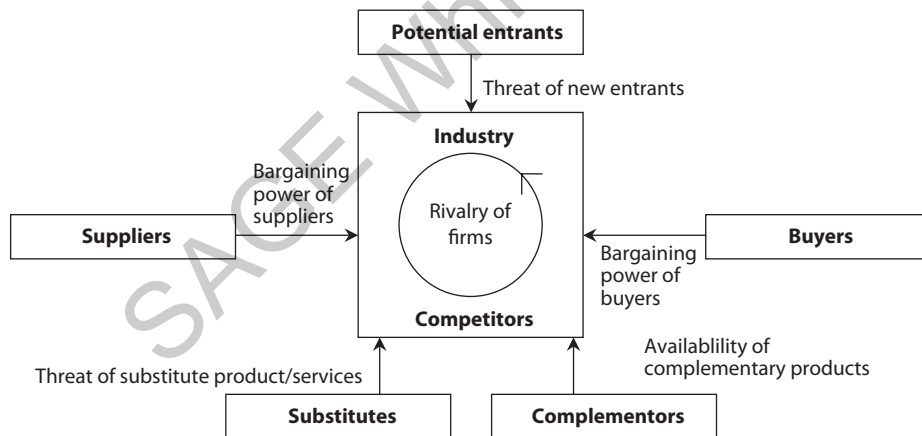 Potential entrants
Threat of new entrants
Industry
Bargaining
power of
suppliers
Rivalry of
firms
Suppliers
Buyers
Bargaining
power of
buyers
Competitors
Threat of substitute product/services
Availablility of
complementary products
Substitutes
Complementors
SAGE